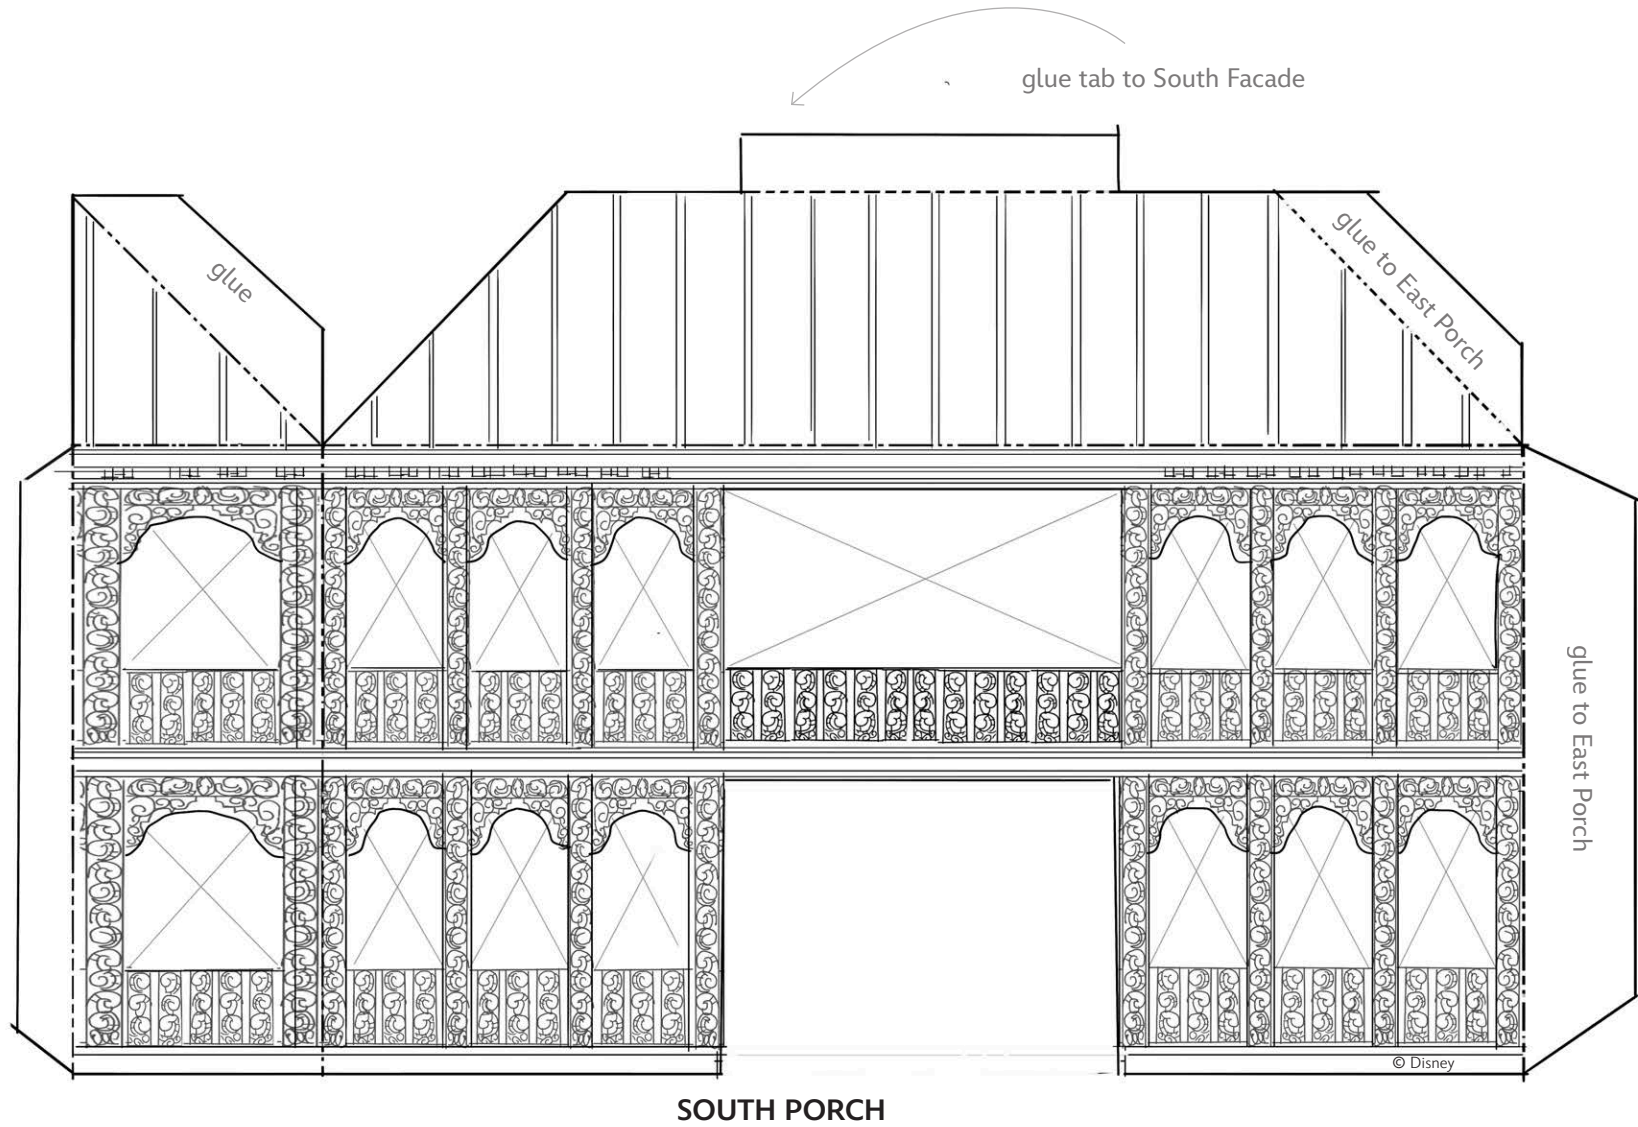 glue tab to South Facade
glue
glue to East Porch
glue to East Porch
© Disney
SOUTH PORCH